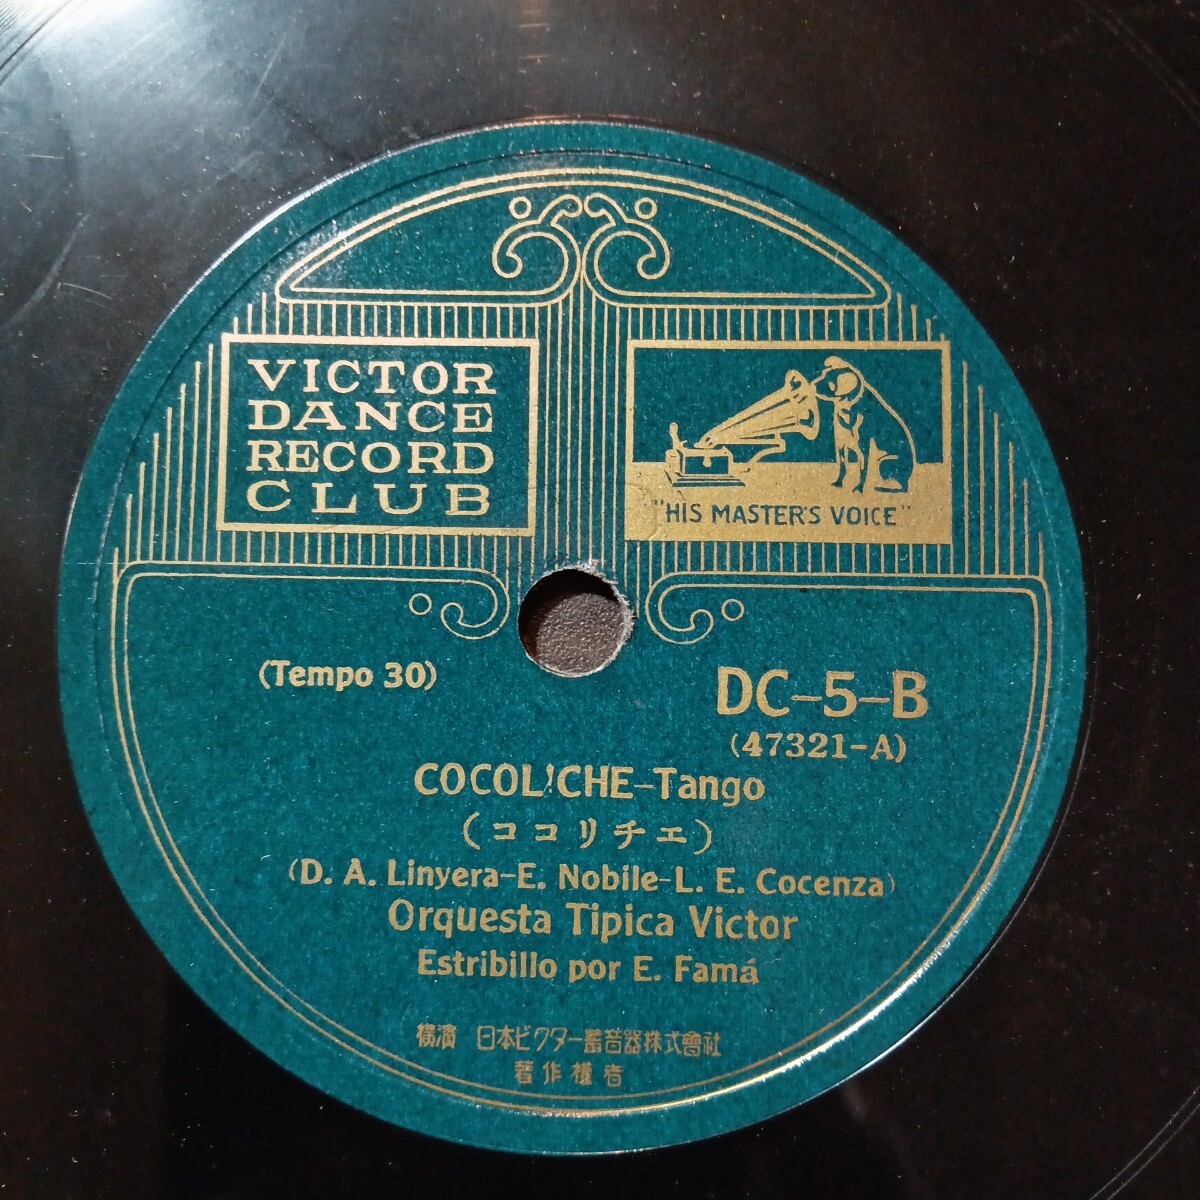 VICTOR
DANCE
RECORD
CLUB
"HIS MASTER'S VOICE"
(Tempo 30)
DC-5-B
(47321-A)
COCOL!CHE-Tango
(ココリチエ)
(D. A. Linyera-E. Nobile-L. E. Cocenza)
Orquesta Tipica Victor
Estribillo por E. Famá
横濱 日本ビクター蓄音器株式會社
著作権者